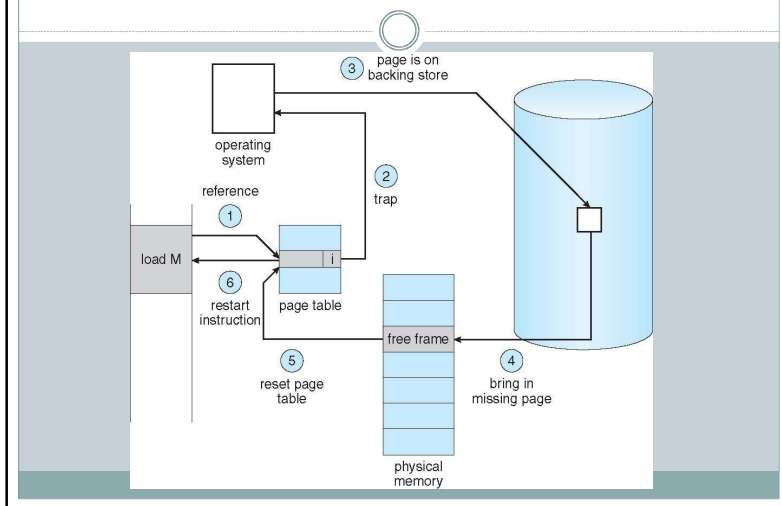 3
page is on
backing store
operating
system
2
trap
reference
1
load M
i
6
restart
instruction
page table
free frame
5
reset page
table
4
bring in
missing page
physical
memory